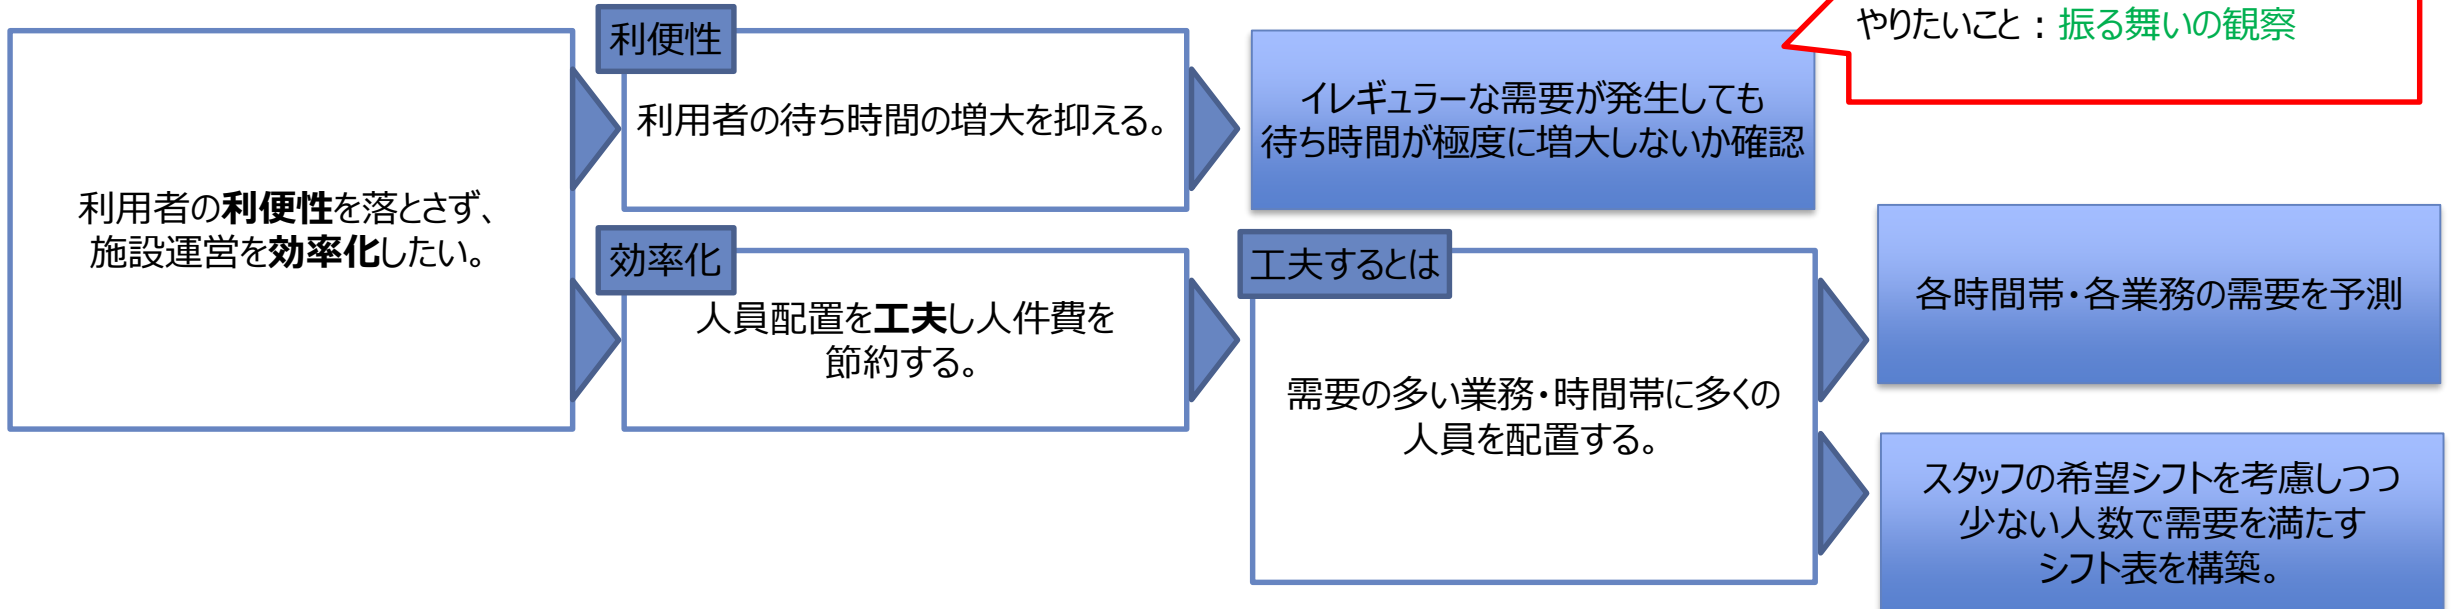 やりたいこと：振る舞いの観察
利便性
利用者の待ち時間の増大を抑える。
イレギュラーな需要が発生しても
待ち時間が極度に増大しないか確認
利用者の利便性を落とさず、
施設運営を効率化したい。
効率化
人員配置を工夫し人件費を
節約する。
工夫するとは
需要の多い業務・時間帯に多くの
人員を配置する。
各時間帯・各業務の需要を予測
スタッフの希望シフトを考慮しつつ
少ない人数で需要を満たす
シフト表を構築。